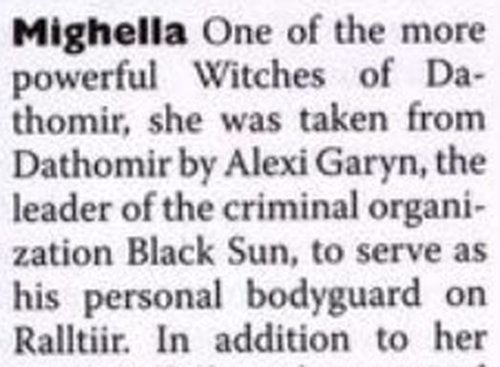 Mighella One of the more
powerful Witches of Da-
thomir, she was taken from
Dathomir by Alexi Garyn, the
leader of the criminal organi-
zation Black Sun, to serve as
his personal bodyguard on
Ralltiir. In addition to her